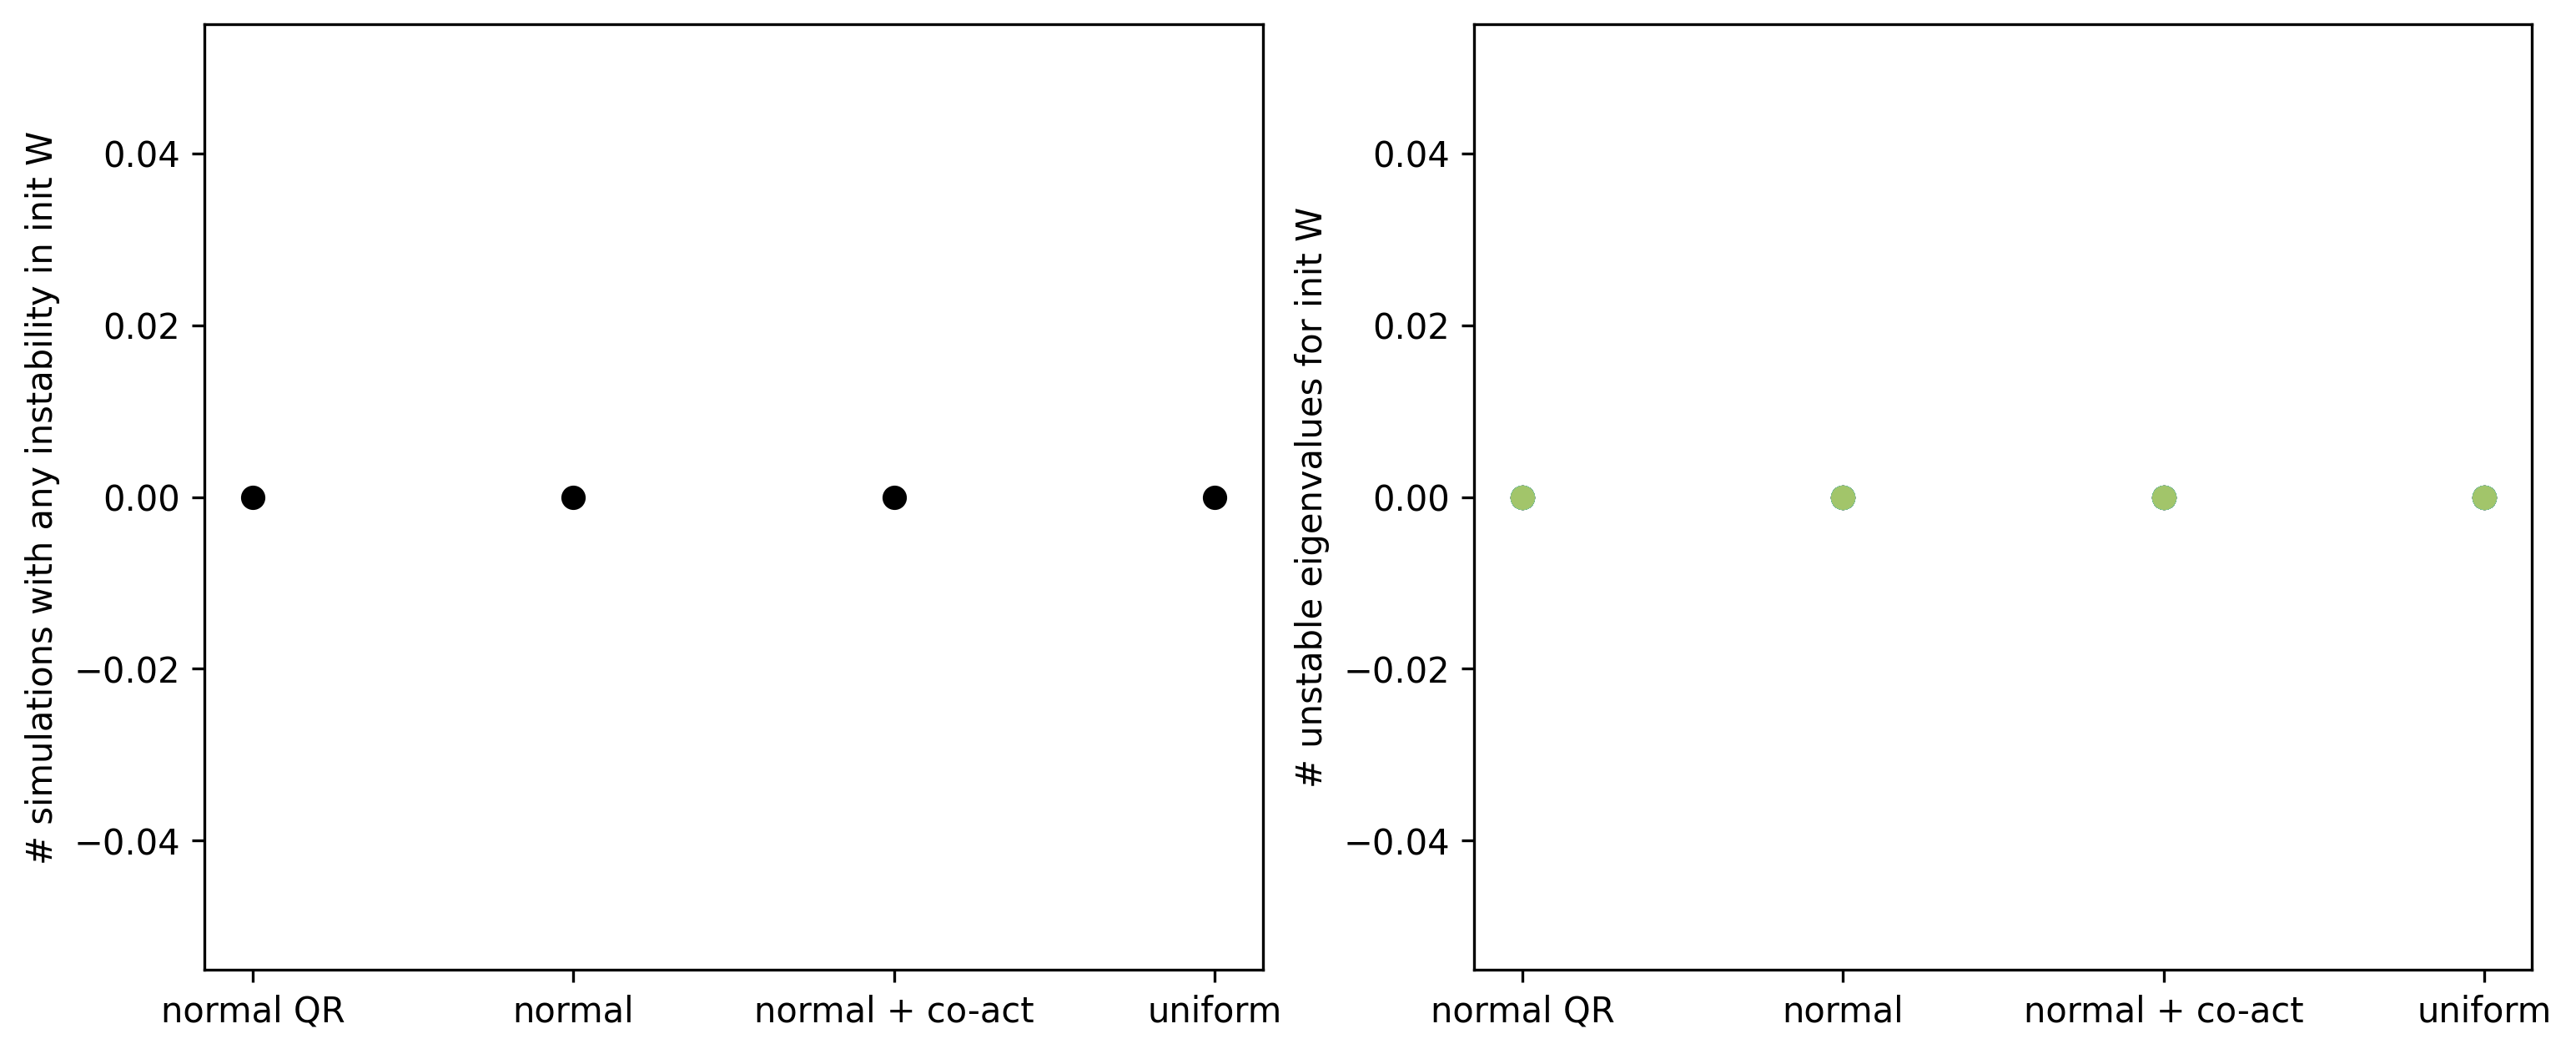 # simulations with any instability in init W
0.04
0.02
0.00
−0.02
−0.04
normal QR
normal
normal + co-act
uniform
# unstable eigenvalues for init W
0.04
0.02
0.00
−0.02
−0.04
normal QR
normal
normal + co-act
uniform